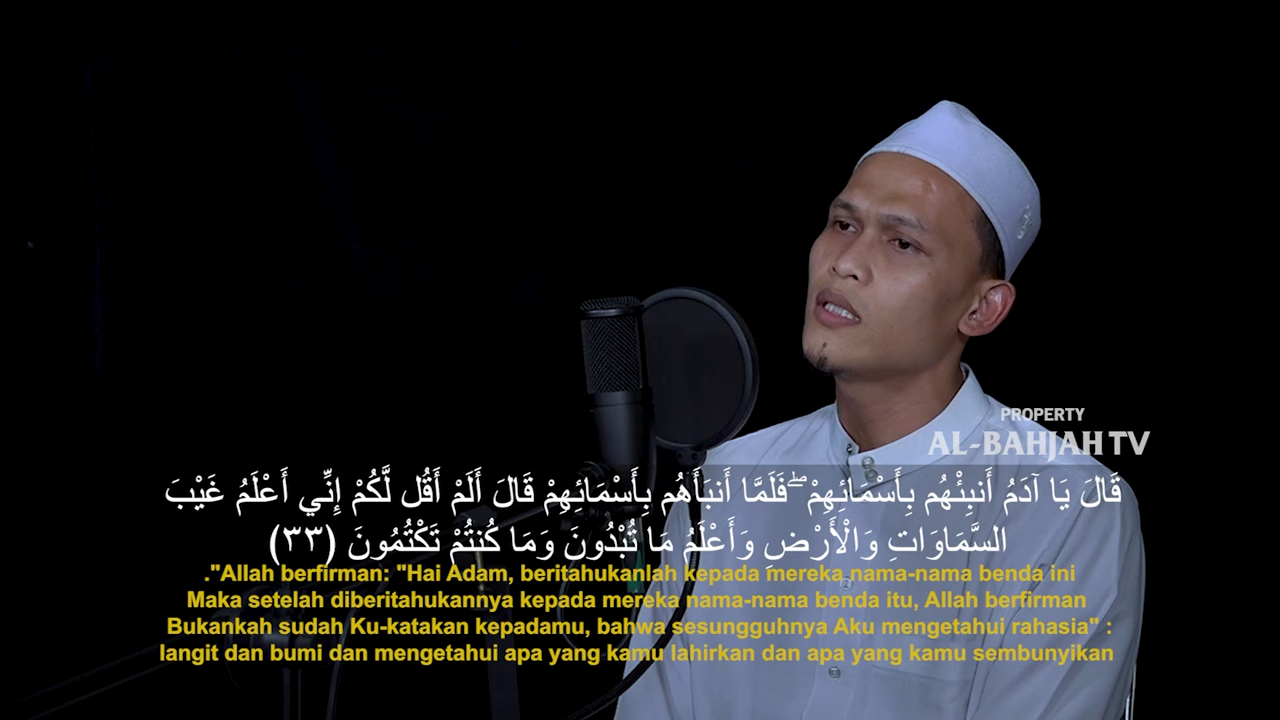 PROPERTY
AL-BAHJAH TV
قَالَ يَا آدَمُ أَنبِئْهُم بِأَسْمَائِهِمْ ۖ فَلَمَّا أَنبَأَهُم بِأَسْمَائِهِمْ قَالَ أَلَمْ أَقُل لَّكُمْ إِنِّي أَعْلَمُ غَيْبَ
السَّمَاوَاتِ وَالْأَرْضِ وَأَعْلَمُ مَا تُبْدُونَ وَمَا كُنتُمْ تَكْتُمُونَ (٣٣)
."Allah berfirman: "Hai Adam, beritahukanlah kepada mereka nama-nama benda ini
Maka setelah diberitahukannya kepada mereka nama-nama benda itu, Allah berfirman
Bukankah sudah Ku-katakan kepadamu, bahwa sesungguhnya Aku mengetahui rahasia" :
langit dan bumi dan mengetahui apa yang kamu lahirkan dan apa yang kamu sembunyikan